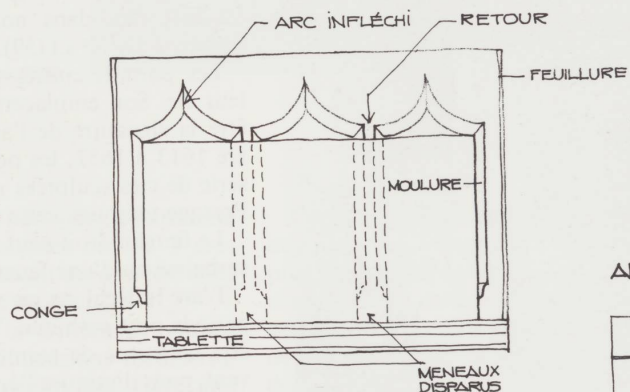 ARC INFLÉCHI
RETOUR
FEUILLURE
MOULURE
CONGE
TABLETTE
MENEAUX
DISPARUS